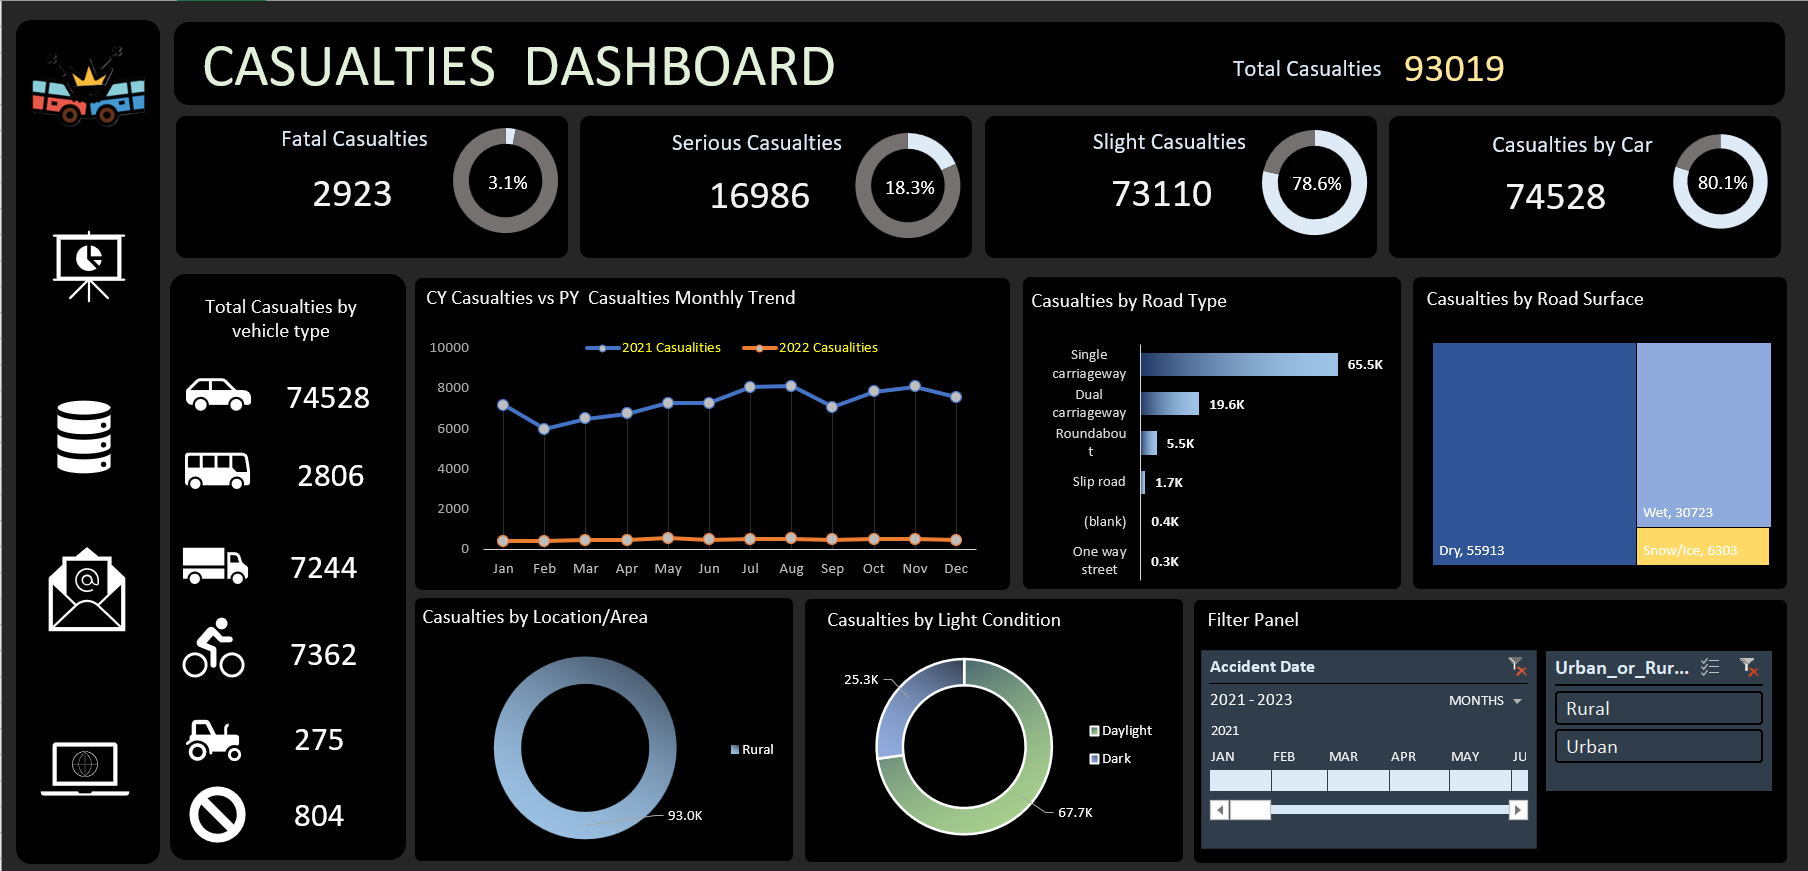 CASUALTIES DASHBOARD
Total Casualties 93019
Fatal Casualties
2923
3.1%
Serious Casualties
16986
18.3%
Slight Casualties
73110
78.6%
Casualties by Car
74528
80.1%
Total Casualties by
vehicle type
74528
2806
7244
7362
275
804
CY Casualties vs PY Casualties Monthly Trend
2021 Casualities
2022 Casualities
10000
8000
6000
4000
2000
0
Jan Feb Mar Apr May Jun Jul Aug Sep Oct Nov Dec
Casualties by Road Type
Single
carriageway
65.5K
Dual
carriageway
19.6K
Roundabou
t
5.5K
Slip road
1.7K
(blank)
0.4K
One way
street
0.3K
Casualties by Road Surface
Dry, 55913
Wet, 30723
Snow/Ice, 6303
Casualties by Location/Area
Rural
93.0K
Casualties by Light Condition
25.3K
Daylight
Dark
67.7K
Filter Panel
Accident Date
2021 - 2023
MONTHS
2021
JAN FEB MAR APR MAY JU
Urban_or_Rur...
Rural
Urban
@